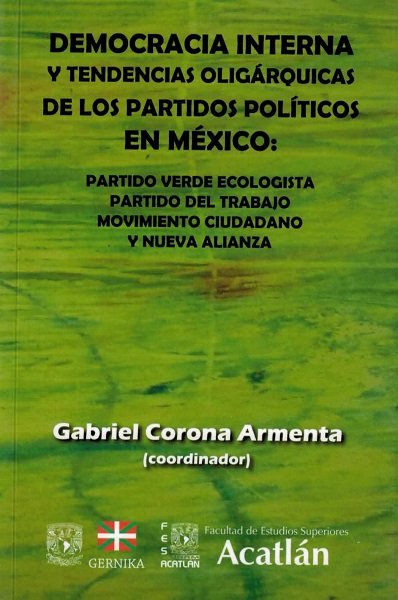 DEMOCRACIA INTERNA
Y TENDENCIAS OLIGÁRQUICAS
DE LOS PARTIDOS POLÍTICOS
EN MÉXICO:
PARTIDO VERDE ECOLOGISTA
PARTIDO DEL TRABAJO
MOVIMIENTO CIUDADANO
Y NUEVA ALIANZA
Gabriel Corona Armenta
(coordinador)
GERNIKA
FES
ACATLÁN
Facultad de Estudios Superiores
Acatlán